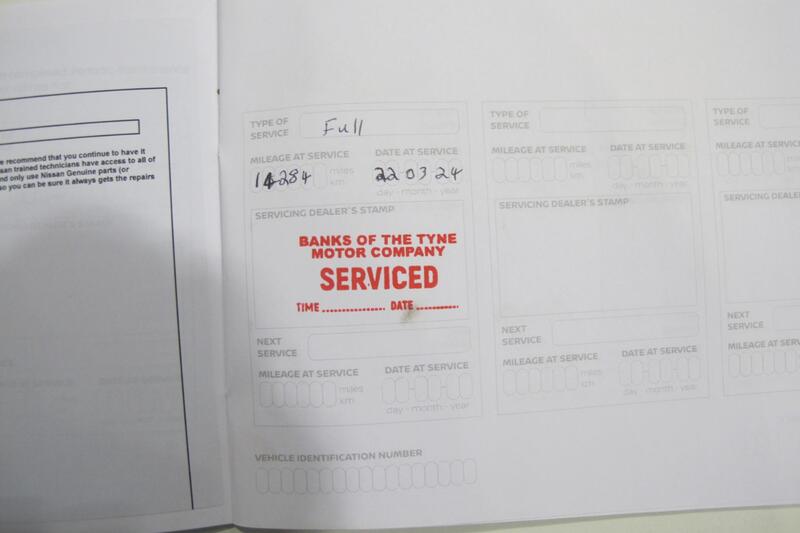 e recommend that you continue to have it
san trained technicians have access to all of
nd only use Nissan Genuine parts (or
so you can be sure it always gets the repairs
TYPE OF SERVICE Full
MILEAGE AT SERVICE DATE AT SERVICE
14284 miles km 22 03 24
day - month - year
SERVICING DEALER'S STAMP
BANKS OF THE TYNE
MOTOR COMPANY
SERVICED
TIME ................ DATE ...........
NEXT SERVICE
MILEAGE AT SERVICE DATE AT SERVICE
miles km
day - month - year
VEHICLE IDENTIFICATION NUMBER
TYPE OF SERVICE
MILEAGE AT SERVICE DATE AT SERVICE
miles km
day - month - year
SERVICING DEALER'S STAMP
NEXT SERVICE
MILEAGE AT SERVICE DATE AT SERVICE
miles km
day - month - year
TYPE OF SERVICE
MILEAGE AT SERVICE
SERVICING DEALER
NEXT SERVICE
MILEAGE AT SERV